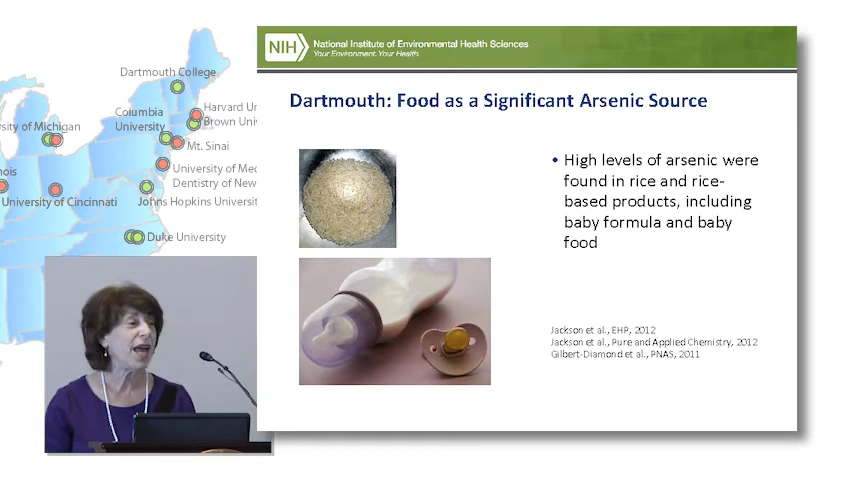 NIH
National Institute of Environmental Health Sciences
Your Environment. Your Health.
Dartmouth: Food as a Significant Arsenic Source
• High levels of arsenic were
found in rice and rice-
based products, including
baby formula and baby
food
Jackson et al., EHP, 2012
Jackson et al., Pure and Applied Chemistry, 2012
Gilbert-Diamond et al., PNAS, 2011
Dartmouth College
Columbia
University
Harvard Un
Brown Univ
sity of Michigan
Mt. Sinai
University of Med
Dentistry of New
nois
University of Cincinnati
Johns Hopkins Universit
Duke University